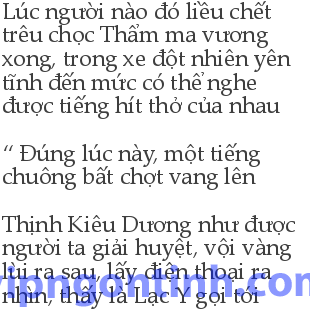 Lúc người nào đó liều chết
trêu chọc Thẩm ma vương
xong, trong xe đột nhiên yên
tĩnh đến mức có thể nghe
được tiếng hít thở của nhau
“ Đúng lúc này, một tiếng
chuông bất chợt vang lên
Thịnh Kiêu Dương như được
người ta giải huyệt, vội vàng
lùi ra sau, lấy điện thoại ra
nhìn, thấy là Lạc Y gọi tới
vipngontinh.com